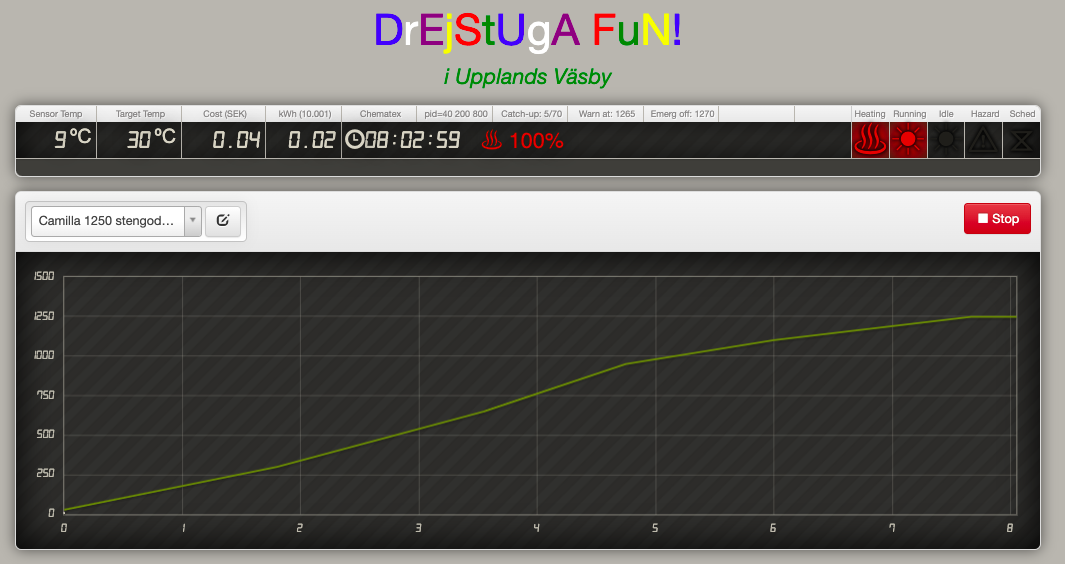 DrEjStUgA FuN!
i Upplands Väsby
Sensor Temp Target Temp Cost (SEK) kWh (10.001) Chematex pid=40 200 800 Catch-up: 5/70 Warn at: 1265 Emerg off: 1270 Heating Running Idle Hazard Sched
9°C 30°C 0.04 0.02 08:02:59 100%
Camilla 1250 stengod... Stop
1500
1250
1000
750
500
250
0
0 1 2 3 4 5 6 7 8